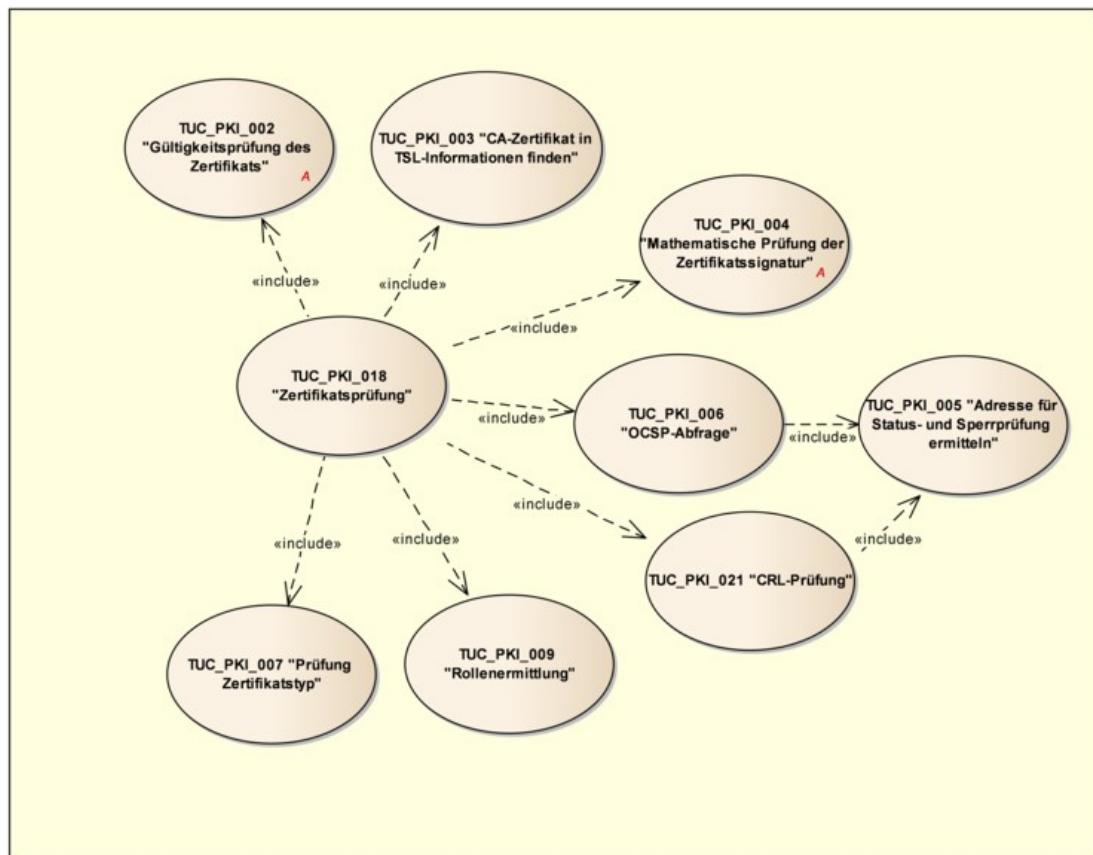 TUC_PKI_002
"Gültigkeitsprüfung des
Zertifikats"
A
TUC_PKI_003 "CA-Zertifikat in
TSL-Informationen finden"
TUC_PKI_004
"Mathematische Prüfung der
Zertifikatssignatur"
A
«include»
«include»
«include»
TUC_PKI_018
"Zertifikatsprüfung"
«include»
TUC_PKI_006
"OCSP-Abfrage"
«include»
TUC_PKI_005 "Adresse für
Status- und Sperrprüfung
ermitteln"
«include»
«include»
«include»
«include»
TUC_PKI_021 "CRL-Prüfung"
TUC_PKI_007 "Prüfung
Zertifikatstyp"
TUC_PKI_009
"Rollenermittlung"